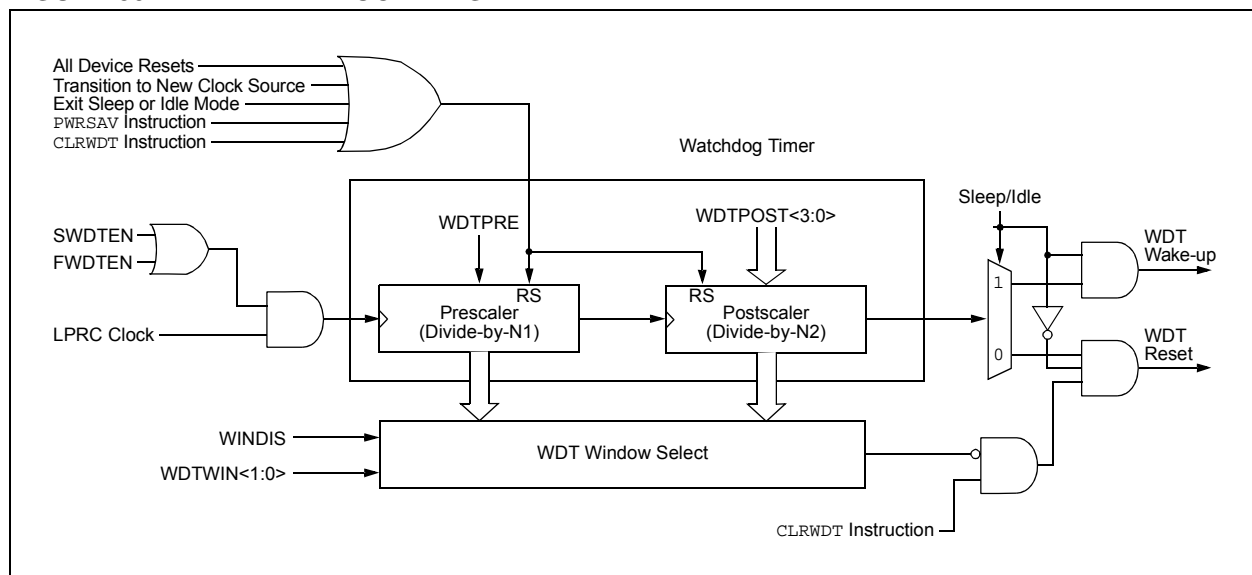 All Device Resets
Transition to New Clock Source
Exit Sleep or Idle Mode
PWRSAV Instruction
CLRWDT Instruction
Watchdog Timer
Sleep/Idle
WDTPRE
WDTPOST<3:0>
SWDTEN
FWDTEN
WDT
Wake-up
RS
RS
1
Prescaler
(Divide-by-N1)
Postscaler
(Divide-by-N2)
LPRC Clock
0
WDT
Reset
WINDIS
WDT Window Select
WDTWIN<1:0>
CLRWDT Instruction